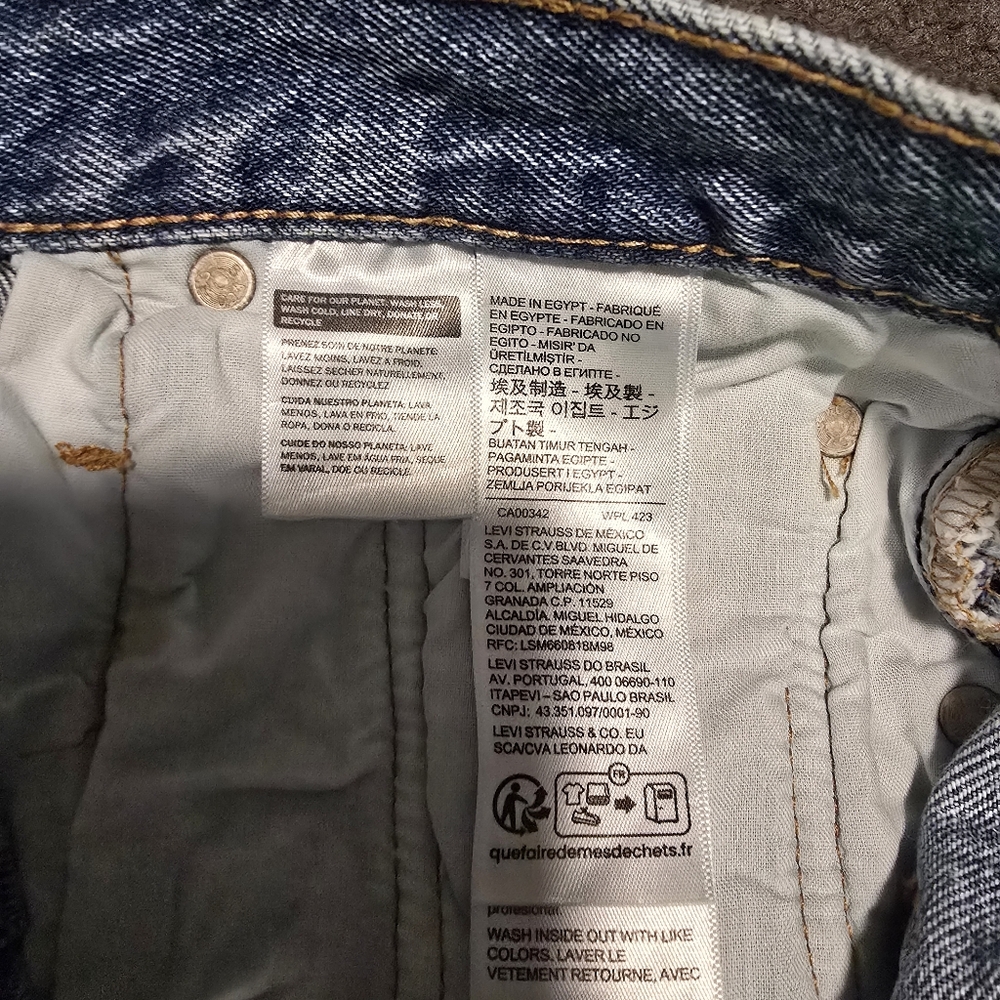 CARE FOR OUR PLANET: WASH LESS,
WASH COLD, LINE DRY, DONATE OR
RECYCLE
PRENEZ SOIN DE NOTRE PLANETE:
LAVEZ MOINS, LAVEZ A FROID,
LAISSEZ SECHER NATURELLEMENT,
DONNEZ OU RECYCLEZ
CUIDA NUESTRO PLANETA: LAVA
MENOS, LAVA EN FRIO, TIENDE LA
ROPA, DONA O RECICLA.
CUIDE DO NOSSO PLANETA: LAVE
MENOS, LAVE EM ÁGUA FRIA, SEQUE
EM VARAL, DOE OU RECICLE.
MADE IN EGYPT - FABRIQUÉ
EN EGYPTE - FABRICADO EN
EGIPTO - FABRICADO NO
EGITO - MISIR' DA
ÜRETİLMİŞTİR -
СДЕЛАНО В ЕГИПТЕ -
埃及制造 - 埃及製 -
제조국 이집트 - エジ
プト製 -
BUATAN TIMUR TENGAH -
PAGAMINTA EGIPTE -
PRODUSERT I EGYPT -
ZEMLJA PORIJEKLA EGIPAT
CA00342 WPL 423
LEVI STRAUSS DE MÉXICO
S.A. DE C.V.BLVD. MIGUEL DE
CERVANTES SAAVEDRA
NO. 301, TORRE NORTE PISO
7 COL. AMPLIACIÓN
GRANADA C.P. 11529
ALCALDÍA. MIGUEL HIDALGO
CIUDAD DE MÉXICO, MÉXICO
RFC: LSM660818M98
LEVI STRAUSS DO BRASIL
AV. PORTUGAL, 400 06690-110
ITAPEVI – SAO PAULO BRASIL
CNPJ: 43.351.097/0001-90
LEVI STRAUSS & CO. EU
SCA/CVA LEONARDO DA
FR
quefairedemesdechets.fr
profesional.
WASH INSIDE OUT WITH LIKE
COLORS. LAVER LE
VETEMENT RETOURNE, AVEC